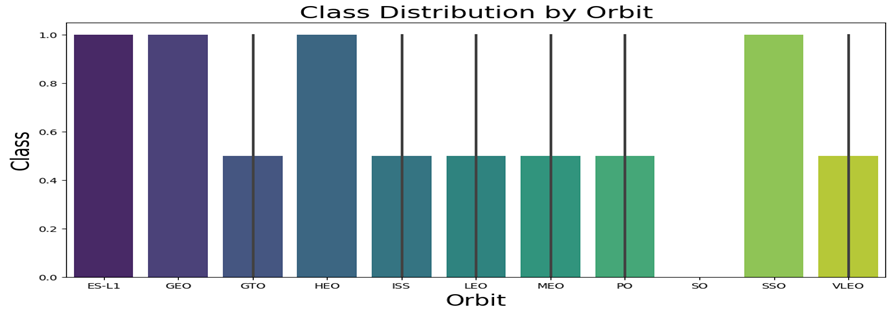 Class Distribution by Orbit
1.0
0.8
0.6
0.4
0.2
0.0
Class
ES-L1 GEO GTO HEO ISS LEO MEO PO SO SSO VLEO
Orbit